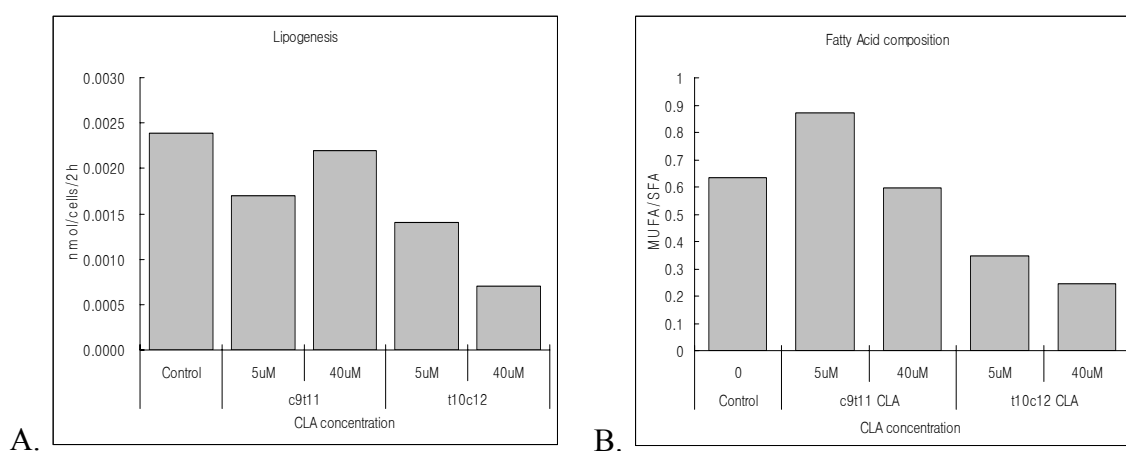 Lipogenesis
nmol/cells/2h
0.0030
0.0025
0.0020
0.0015
0.0010
0.0005
0.0000
Control 5uM 40uM 5uM 40uM
c9t11 t10c12
CLA concentration
A.
Fatty Acid composition
MUFA/SFA
1
0.9
0.8
0.7
0.6
0.5
0.4
0.3
0.2
0.1
0
0 5uM 40uM 5uM 40uM
Control c9t11 CLA t10c12 CLA
CLA concentration
B.